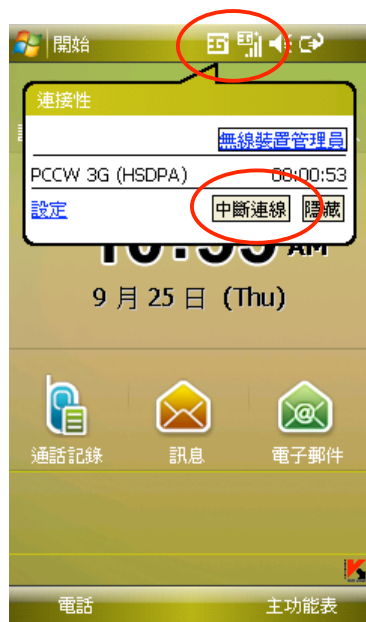 開始
連接性
無線裝置管理員
PCCW 3G (HSDPA) 00:00:53
設定 中斷連線 隱藏
AM
9 月 25 日 (Thu)
通話記錄 訊息 電子郵件
電話 主功能表